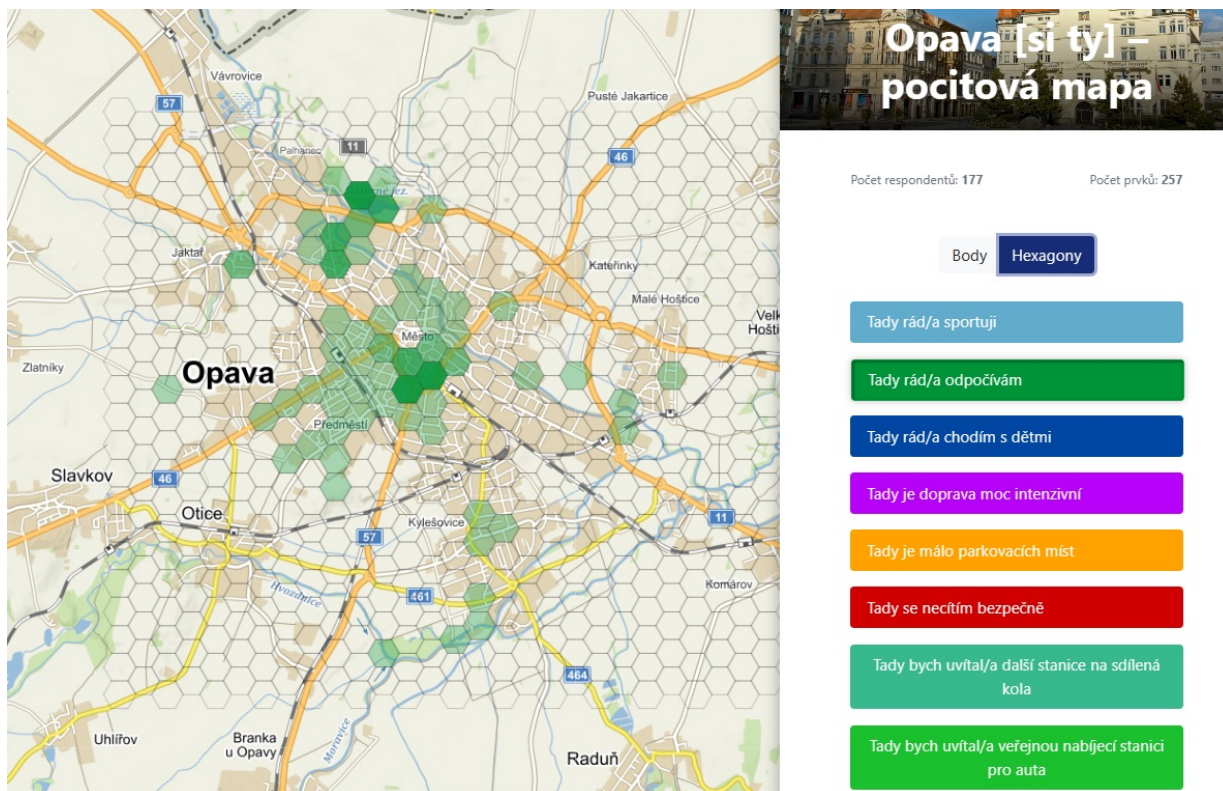 Vávrovice
57
Pusté Jakartice
Palhanec
11
46
Jaktař
Kateřinky
Malé Hoštice
Město
Zlatníky
Opava
Předměstí
Slavkov
46
Otice
11
57
Kylešovice
Komárov
Hvozdnice
461
464
Uhlířov
Branka
u Opavy
Moravice
Raduň
Opava [si ty] –
pocitová mapa
Počet respondentů: 177 Počet prvků: 257
Body Hexagony
Tady rád/a sportuji
Tady rád/a odpočívám
Tady rád/a chodím s dětmi
Tady je doprava moc intenzivní
Tady je málo parkovacích míst
Tady se necítím bezpečně
Tady bych uvítal/a další stanice na sdílená
kola
Tady bych uvítal/a veřejnou nabíjecí stanici
pro auta